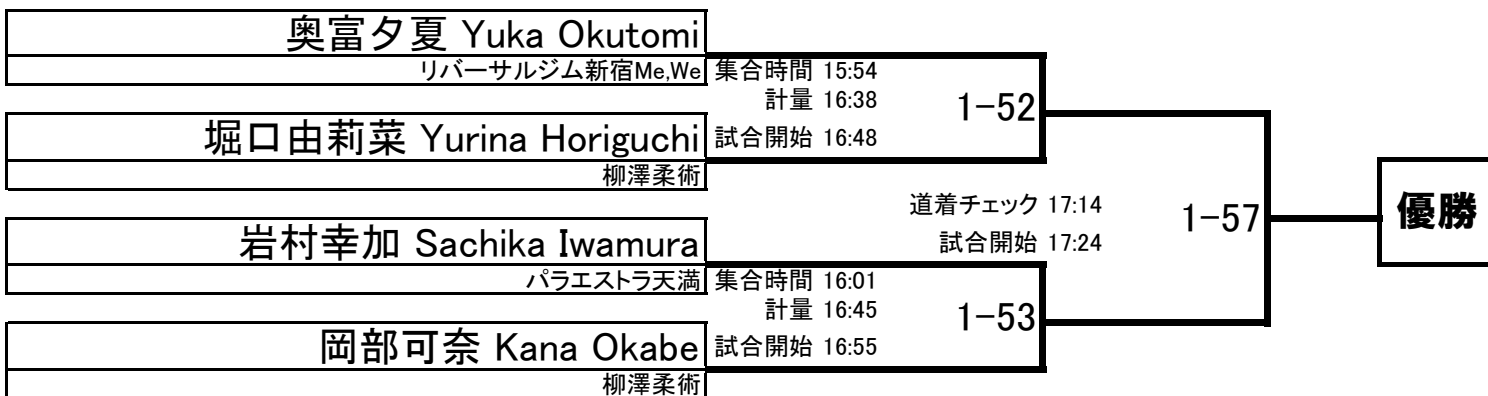 奥富夕夏 Yuka Okutomi
リバーサルジム新宿Me,We
集合時間 15:54
計量 16:38
1-52
堀口由莉菜 Yurina Horiguchi
試合開始 16:48
柳澤柔術
道着チェック 17:14
試合開始 17:24
1-57
優勝
岩村幸加 Sachika Iwamura
パラエストラ天満
集合時間 16:01
計量 16:45
1-53
岡部可奈 Kana Okabe
試合開始 16:55
柳澤柔術